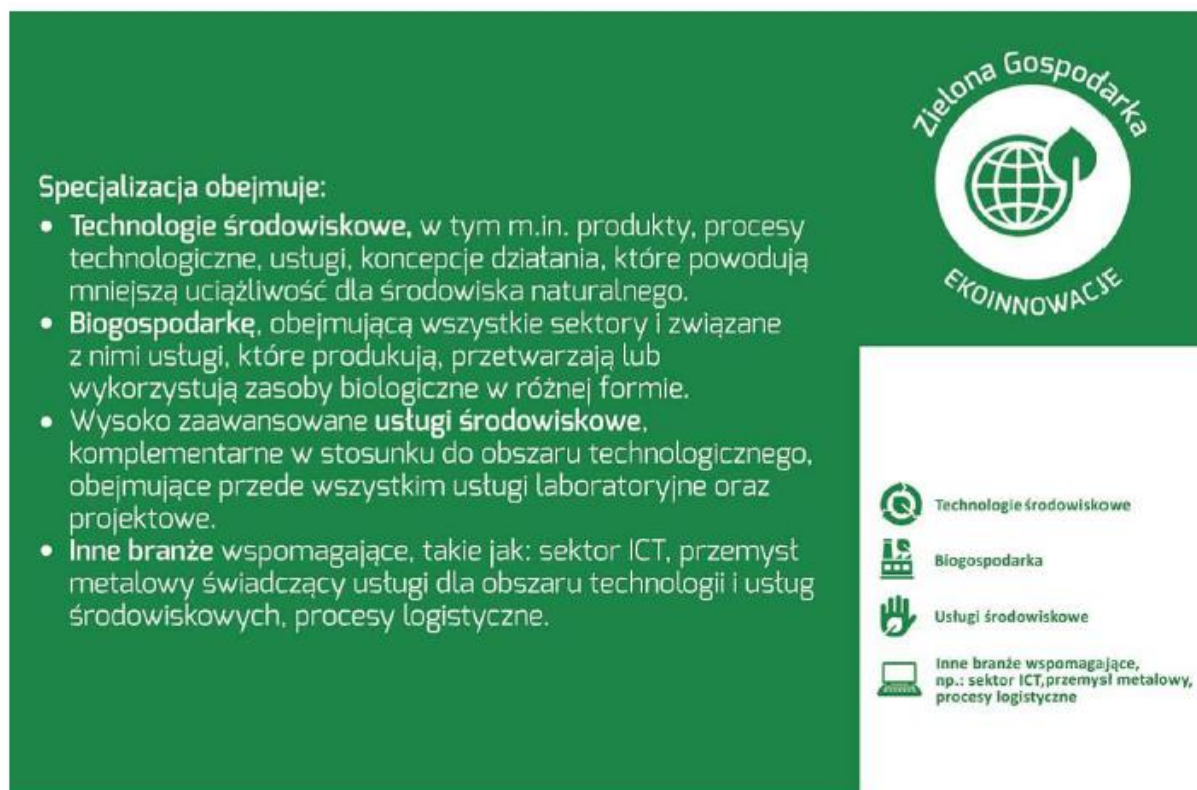 Zielona Gospodarka
EKOINNOWACJE
Specjalizacja obejmuje:
• Technologie środowiskowe, w tym m.in. produkty, procesy
technologiczne, usługi, koncepcje działania, które powodują
mniejszą uciążliwość dla środowiska naturalnego.
• Biogospodarkę, obejmującą wszystkie sektory i związane
z nimi usługi, które produkują, przetwarzają lub
wykorzystują zasoby biologiczne w różnej formie.
• Wysoko zaawansowane usługi środowiskowe,
komplementarne w stosunku do obszaru technologicznego,
obejmujące przede wszystkim usługi laboratoryjne oraz
projektowe.
• Inne branże wspomagające, takie jak: sektor ICT, przemysł
metalowy świadczący usługi dla obszaru technologii i usług
środowiskowych, procesy logistyczne.
Technologie środowiskowe
Biogospodarka
Usługi środowiskowe
Inne branże wspomagające,
np.: sektor ICT, przemysł metalowy,
procesy logistyczne